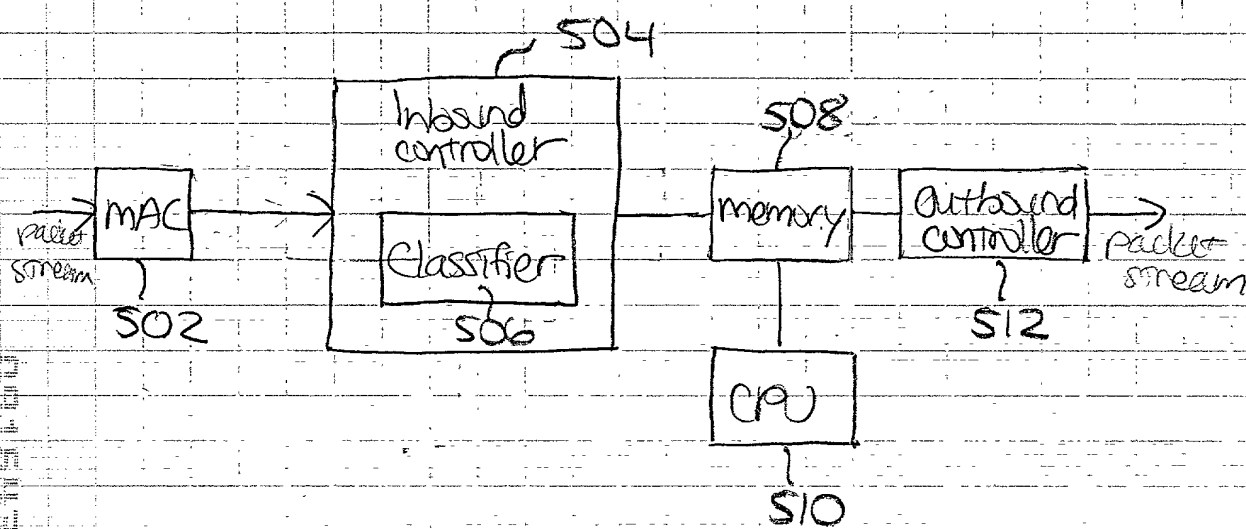 504
Inbound
controller
508
packet
stream
MAC
Classifier
memory
Outbound
controller
packet
stream
502
506
512
CPU
510